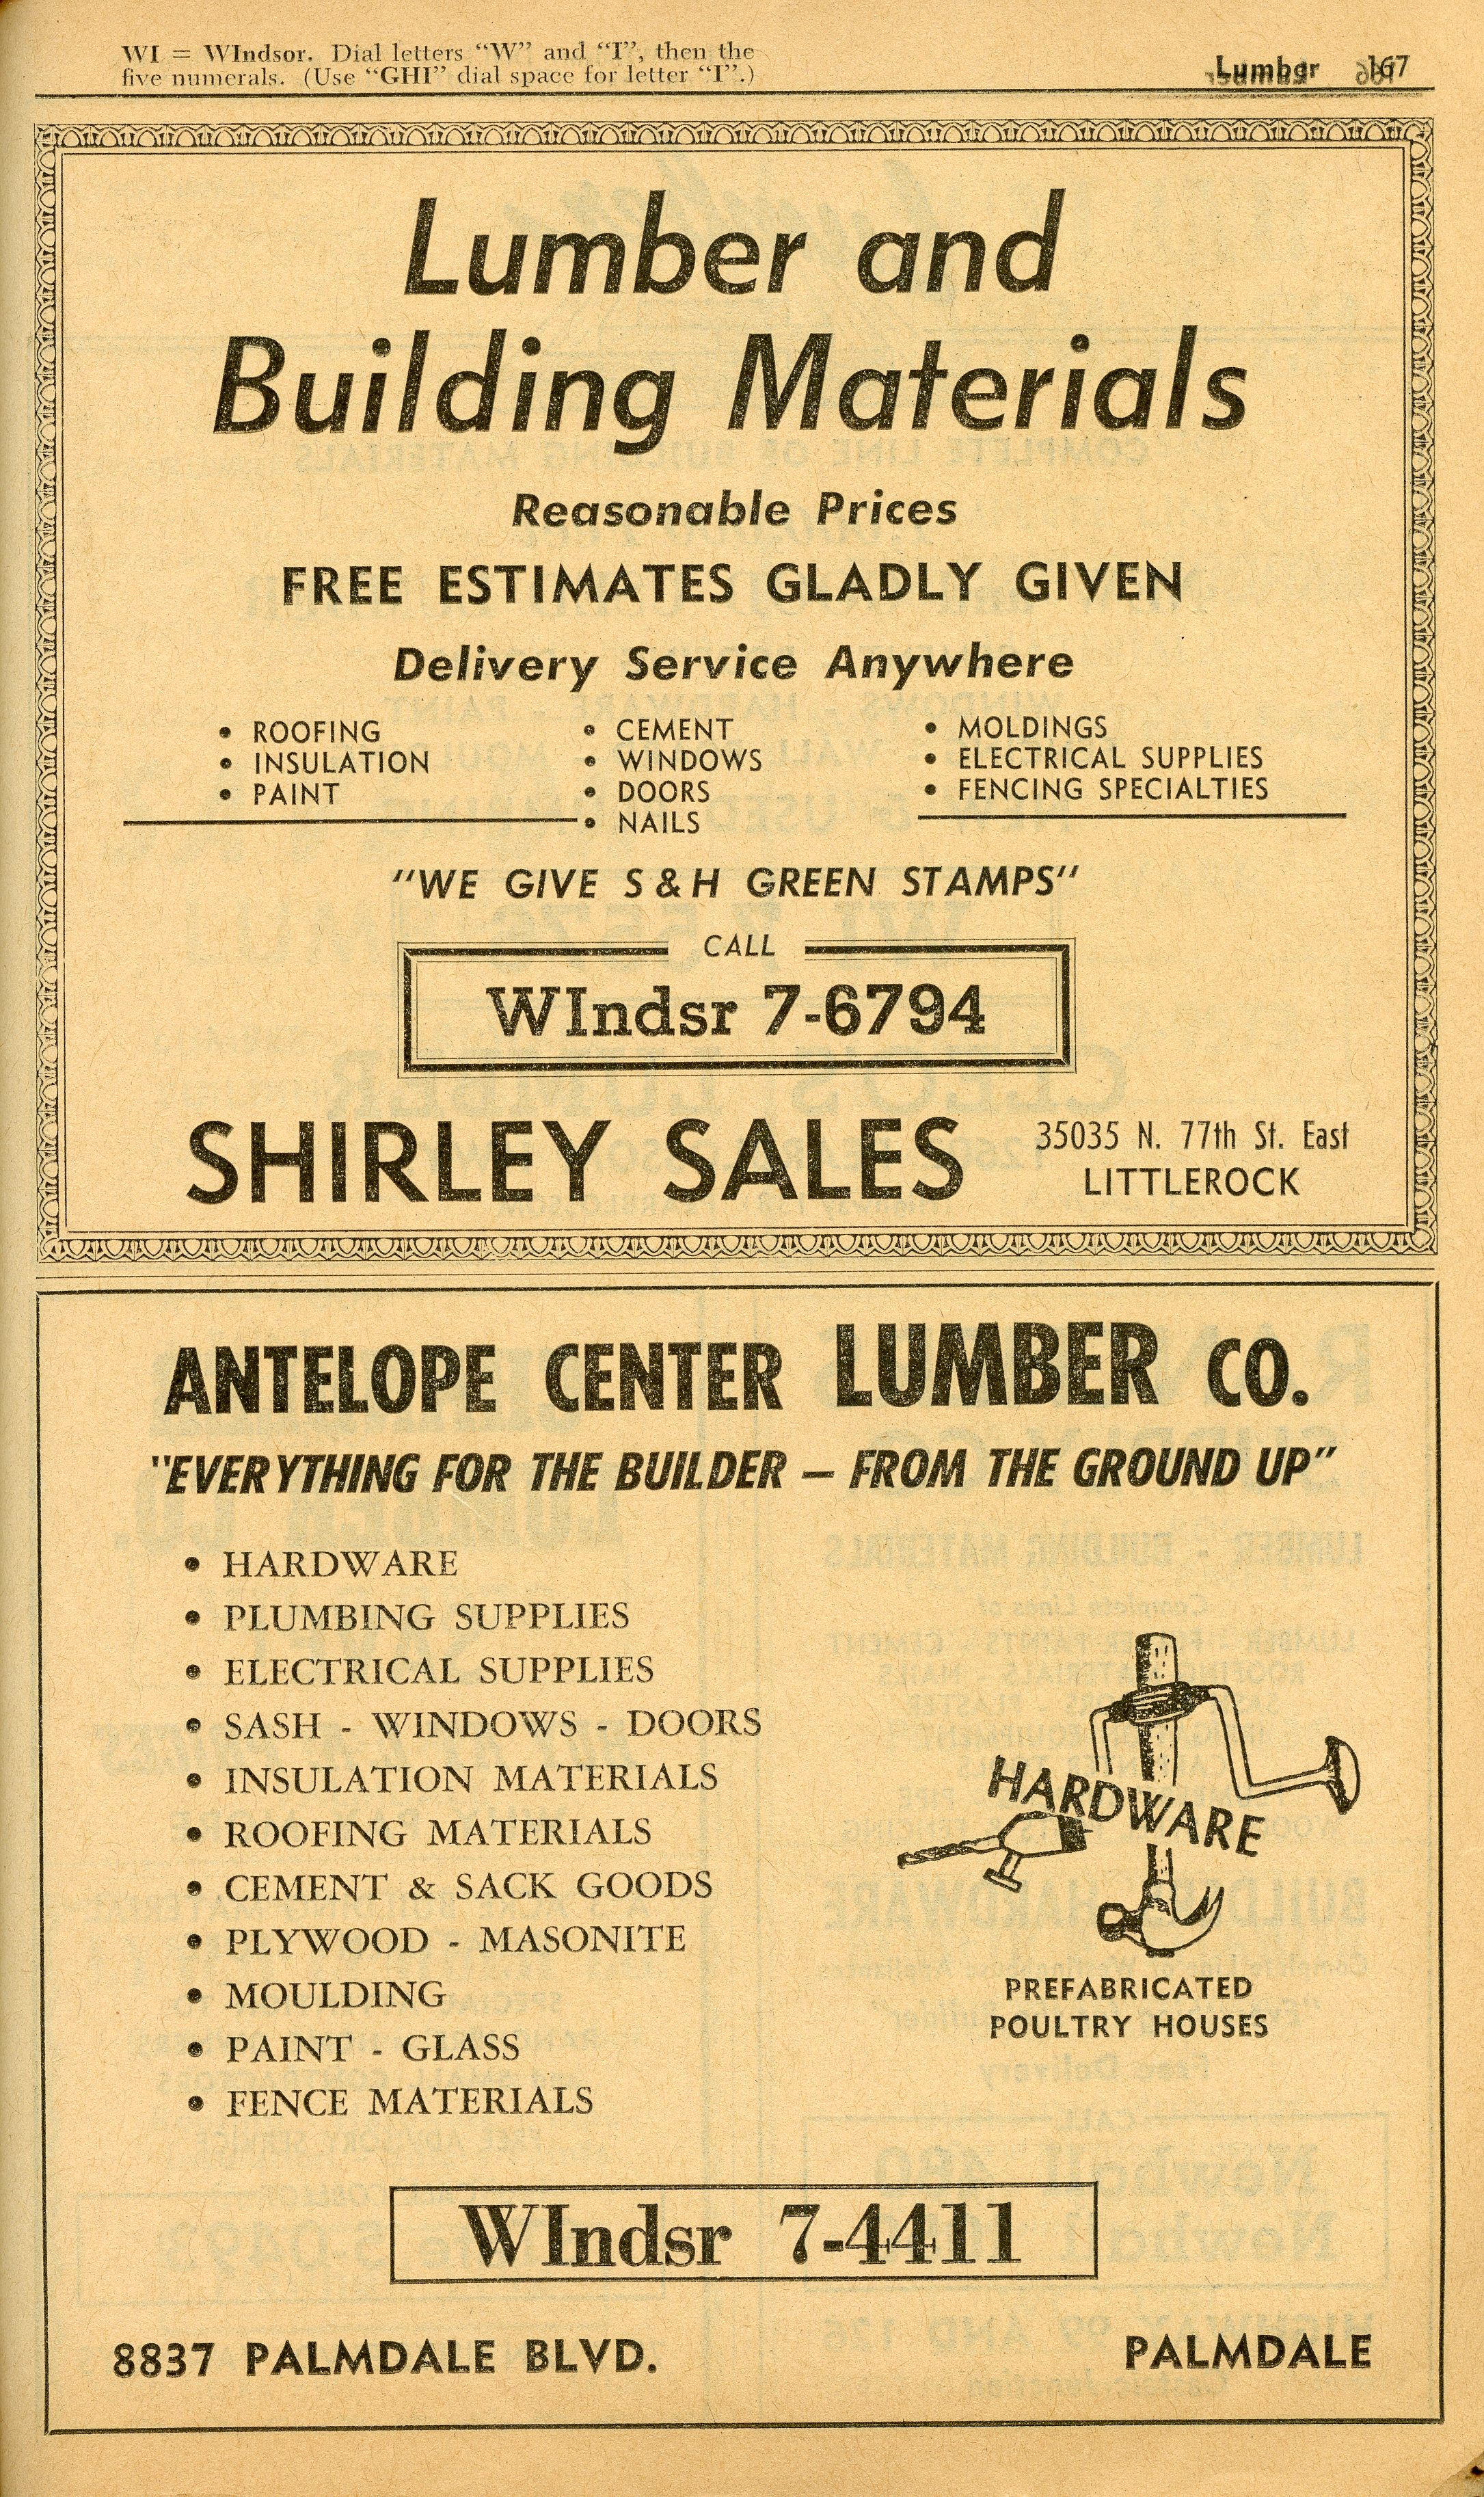 WI = WIndsor. Dial letters “W” and “I”, then the
five numerals. (Use “GHI” dial space for letter “I”.)
Lumber 167
Lumber and
Building Materials
Reasonable Prices
FREE ESTIMATES GLADLY GIVEN
Delivery Service Anywhere
• ROOFING
• INSULATION
• PAINT
• CEMENT
• WINDOWS
• DOORS
• NAILS
• MOLDINGS
• ELECTRICAL SUPPLIES
• FENCING SPECIALTIES
"WE GIVE S & H GREEN STAMPS"
CALL
WIndsr 7-6794
SHIRLEY SALES
35035 N. 77th St. East
LITTLEROCK
ANTELOPE CENTER LUMBER CO.
"EVERYTHING FOR THE BUILDER — FROM THE GROUND UP"
• HARDWARE
• PLUMBING SUPPLIES
• ELECTRICAL SUPPLIES
• SASH - WINDOWS - DOORS
• INSULATION MATERIALS
• ROOFING MATERIALS
• CEMENT & SACK GOODS
• PLYWOOD - MASONITE
• MOULDING
• PAINT - GLASS
• FENCE MATERIALS
HARDWARE
PREFABRICATED
POULTRY HOUSES
WIndsr 7-4411
8837 PALMDALE BLVD.
PALMDALE